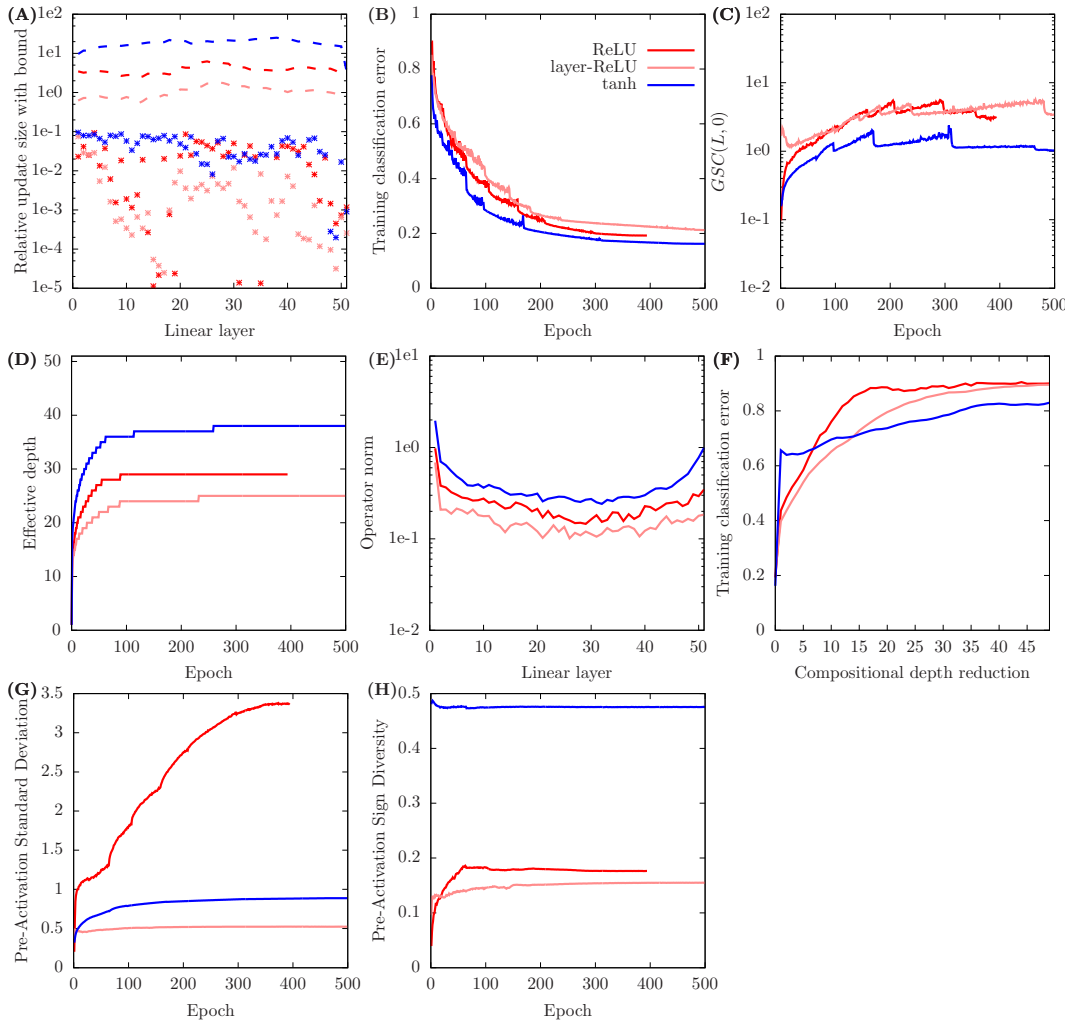 (A)
Relative update size with bound
1e2
1e1
1e0
1e-1
1e-2
1e-3
1e-4
1e-5
0 10 20 30 40 50
Linear layer
(B)
Training classification error
1
0.8
0.6
0.4
0.2
0
0 100 200 300 400 500
Epoch
ReLU
layer-ReLU
tanh
(C)
GSC(L, 0)
1e2
1e1
1e0
1e-1
1e-2
0 100 200 300 400 500
Epoch
(D)
Effective depth
50
40
30
20
10
0
0 100 200 300 400 500
Epoch
(E)
Operator norm
1e1
1e0
1e-1
1e-2
0 10 20 30 40 50
Linear layer
(F)
Training classification error
1
0.8
0.6
0.4
0.2
0
0 5 10 15 20 25 30 35 40 45
Compositional depth reduction
(G)
Pre-Activation Standard Deviation
3.5
3
2.5
2
1.5
1
0.5
0
0 100 200 300 400 500
Epoch
(H)
Pre-Activation Sign Diversity
0.5
0.4
0.3
0.2
0.1
0
0 100 200 300 400 500
Epoch